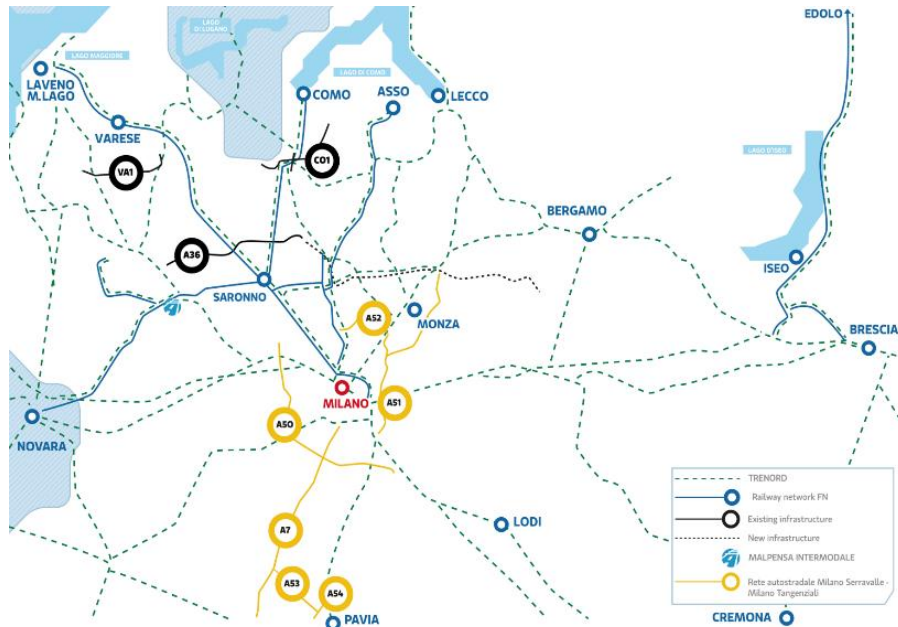 EDOLO
LAGO
DI LUGANO
LAGO MAGGIORE
LAGO DI COMO
LAVENO
M.LAGO
COMO
ASSO
LECCO
VARESE
VA1
CO1
LAGO D'ISEO
BERGAMO
A36
ISEO
SARONNO
A52
MONZA
BRESCIA
MILANO
A51
NOVARA
A50
TRENORD
Railway network FN
Existing infrastructure
New infrastructure
MALPENSA INTERMODALE
Rete autostradale Milano Serravalle -
Milano Tangenziali
LODI
A7
A53
A54
PAVIA
CREMONA